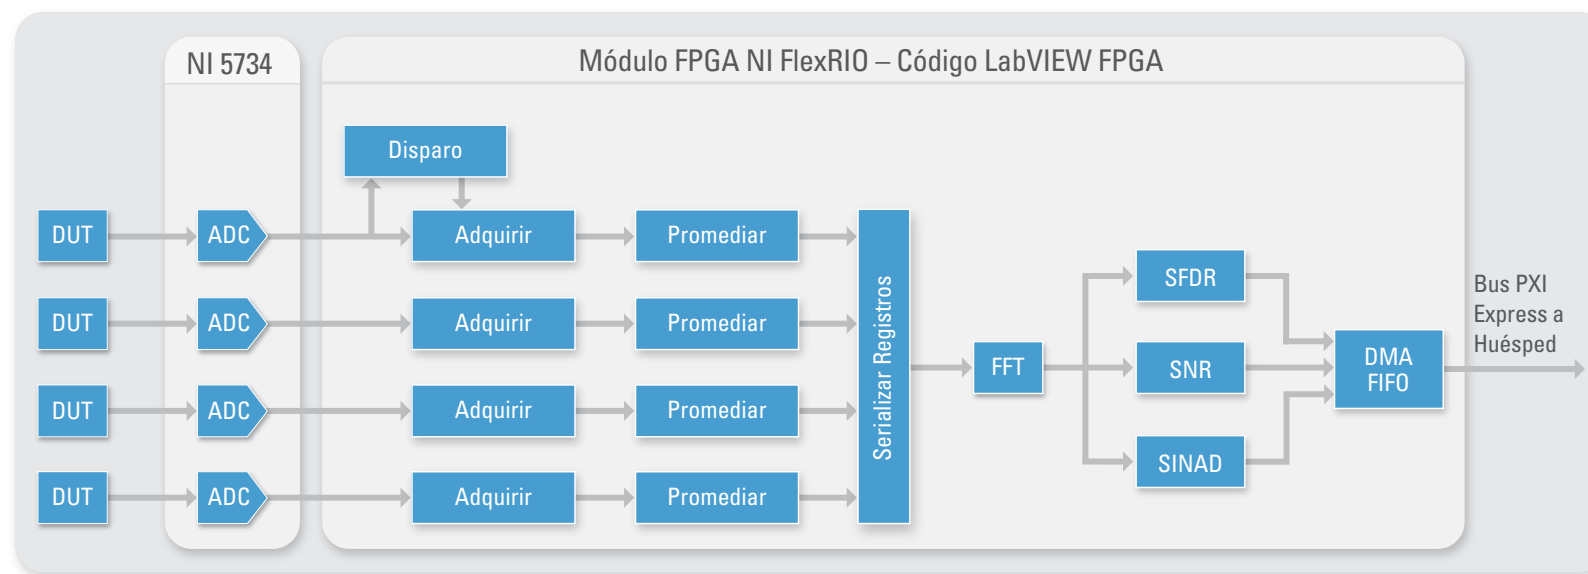 NI 5734
Módulo FPGA NI FlexRIO – Código LabVIEW FPGA
Disparo
DUT
ADC
Adquirir
Promediar
DUT
ADC
Adquirir
Promediar
DUT
ADC
Adquirir
Promediar
DUT
ADC
Adquirir
Promediar
Serializar Registros
FFT
SFDR
SNR
SINAD
DMA
FIFO
Bus PXI
Express a
Huésped